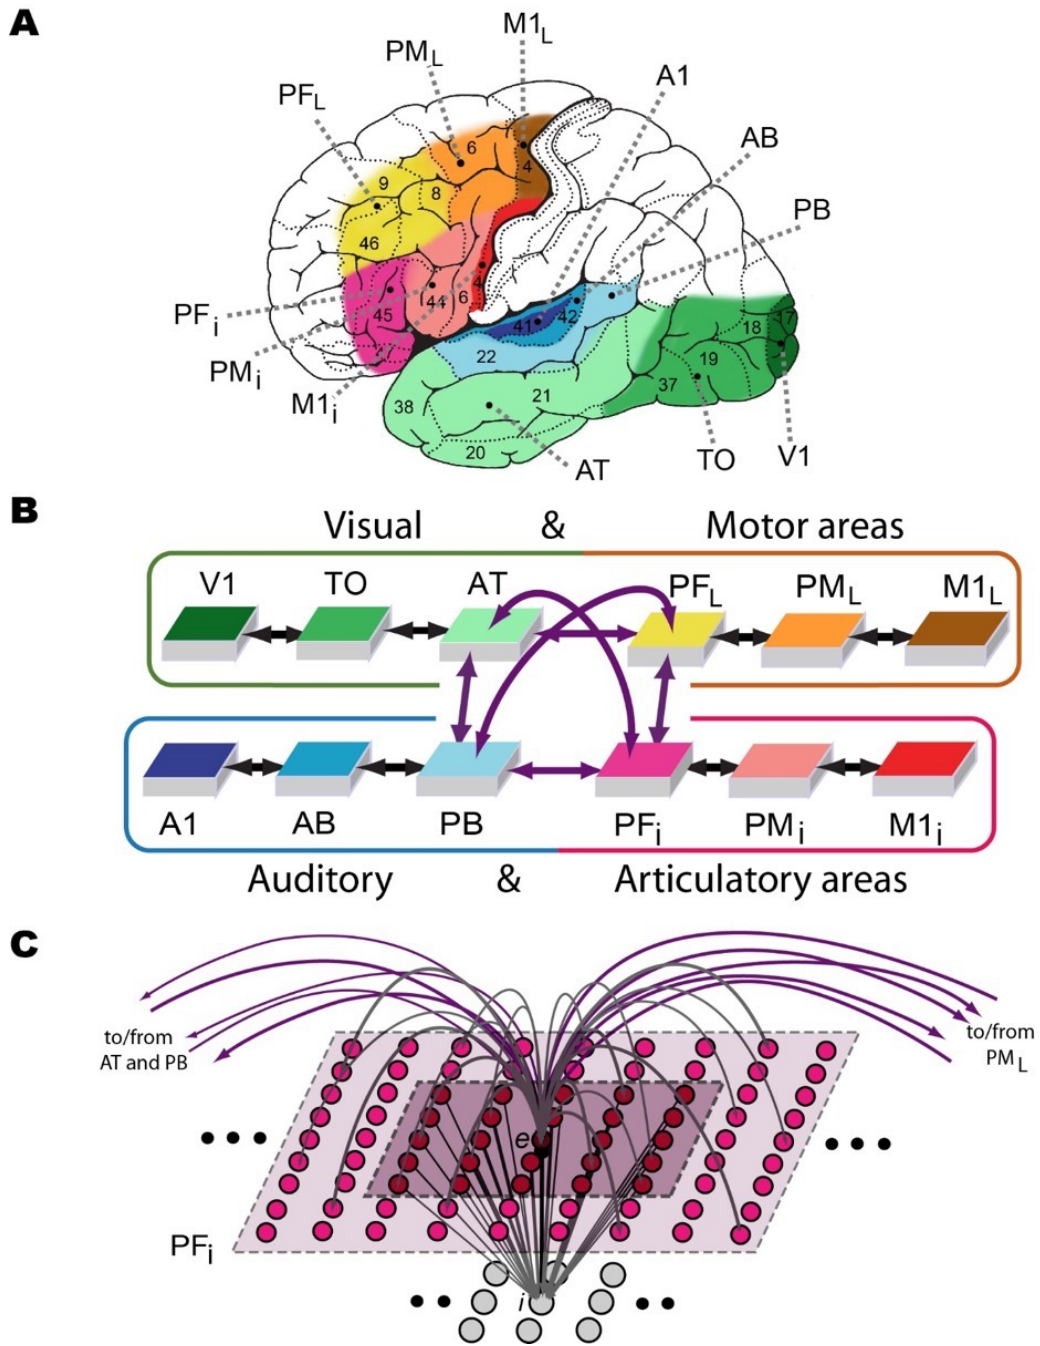 A
M1L
PML
A1
PFL
AB
PB
6
4
9
8
46
4
44
6
45
PFi
PMi
M1i
41
42
22
18
17
19
37
21
38
20
AT
TO
V1
B
Visual & Motor areas
V1 TO AT PFL PML M1L
A1 AB PB PFi PMi M1i
Auditory & Articulatory areas
C
to/from
AT and PB
to/from
PML
e
PFi
i